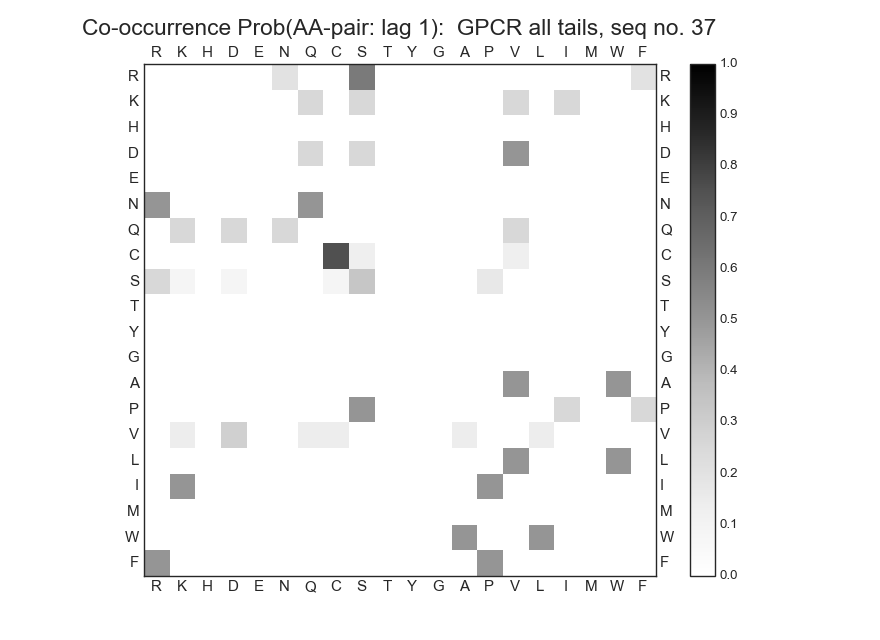 Co-occurrence Prob(AA-pair: lag 1):  GPCR all tails, seq no. 37
R K H D E N Q C S T Y G A P V L I M W F
R R 1.0
K K 0.9
H H
D D 0.8
E E
N N 0.7
Q Q
C C 0.6
S S
T T 0.5
Y Y
G G 0.4
A A
P P 0.3
V V
L L 0.2
I I
M M 0.1
W W
F F 0.0
R K H D E N Q C S T Y G A P V L I M W F